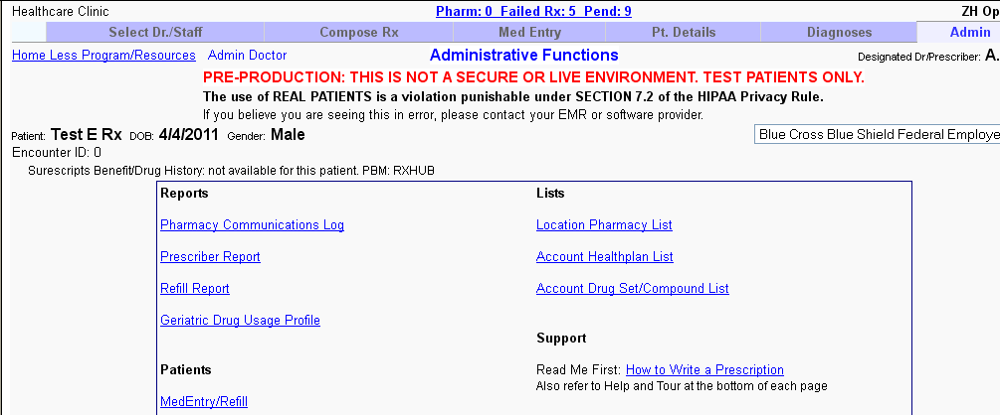 Healthcare Clinic Pharm: 0 Failed Rx: 5 Pend: 9 ZH Op
Select Dr./Staff Compose Rx Med Entry Pt. Details Diagnoses Admin
Home Less Program/Resources Admin Doctor Administrative Functions Designated Dr/Prescriber: A.
PRE-PRODUCTION: THIS IS NOT A SECURE OR LIVE ENVIRONMENT. TEST PATIENTS ONLY.
The use of REAL PATIENTS is a violation punishable under SECTION 7.2 of the HIPAA Privacy Rule.
If you believe you are seeing this in error, please contact your EMR or software provider.
Patient: Test E Rx DOB: 4/4/2011 Gender: Male Blue Cross Blue Shield Federal Employe
Encounter ID: 0
Surescripts Benefit/Drug History: not available for this patient. PBM: RXHUB
Reports
Pharmacy Communications Log
Prescriber Report
Refill Report
Geriatric Drug Usage Profile
Patients
MedEntry/Refill
Lists
Location Pharmacy List
Account Healthplan List
Account Drug Set/Compound List
Support
Read Me First: How to Write a Prescription
Also refer to Help and Tour at the bottom of each page